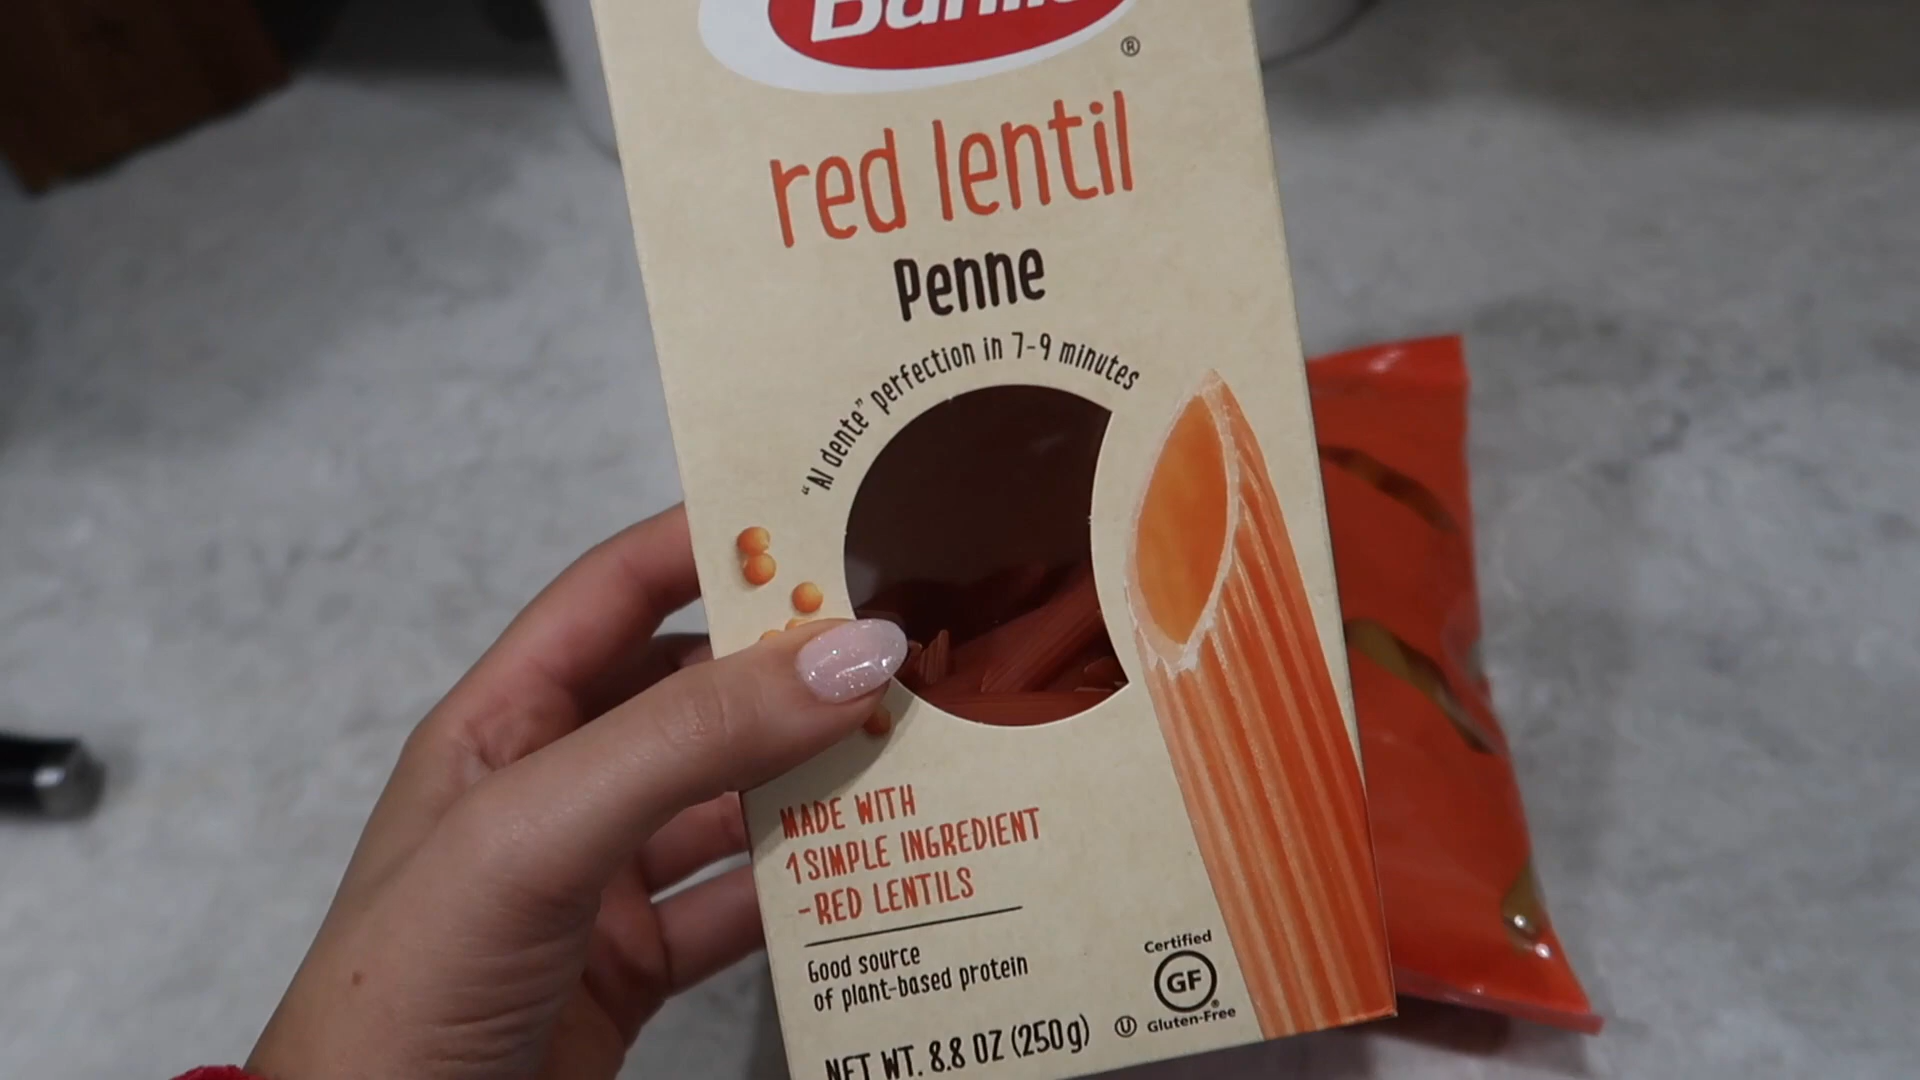 Barilla
®
red lentil
Penne
"Al dente" perfection in 7-9 minutes
MADE WITH
1 SIMPLE INGREDIENT
-RED LENTILS
Good source
of plant-based protein
Certified
GF
®
Gluten-Free
U
NET WT. 8.8 OZ (250g)